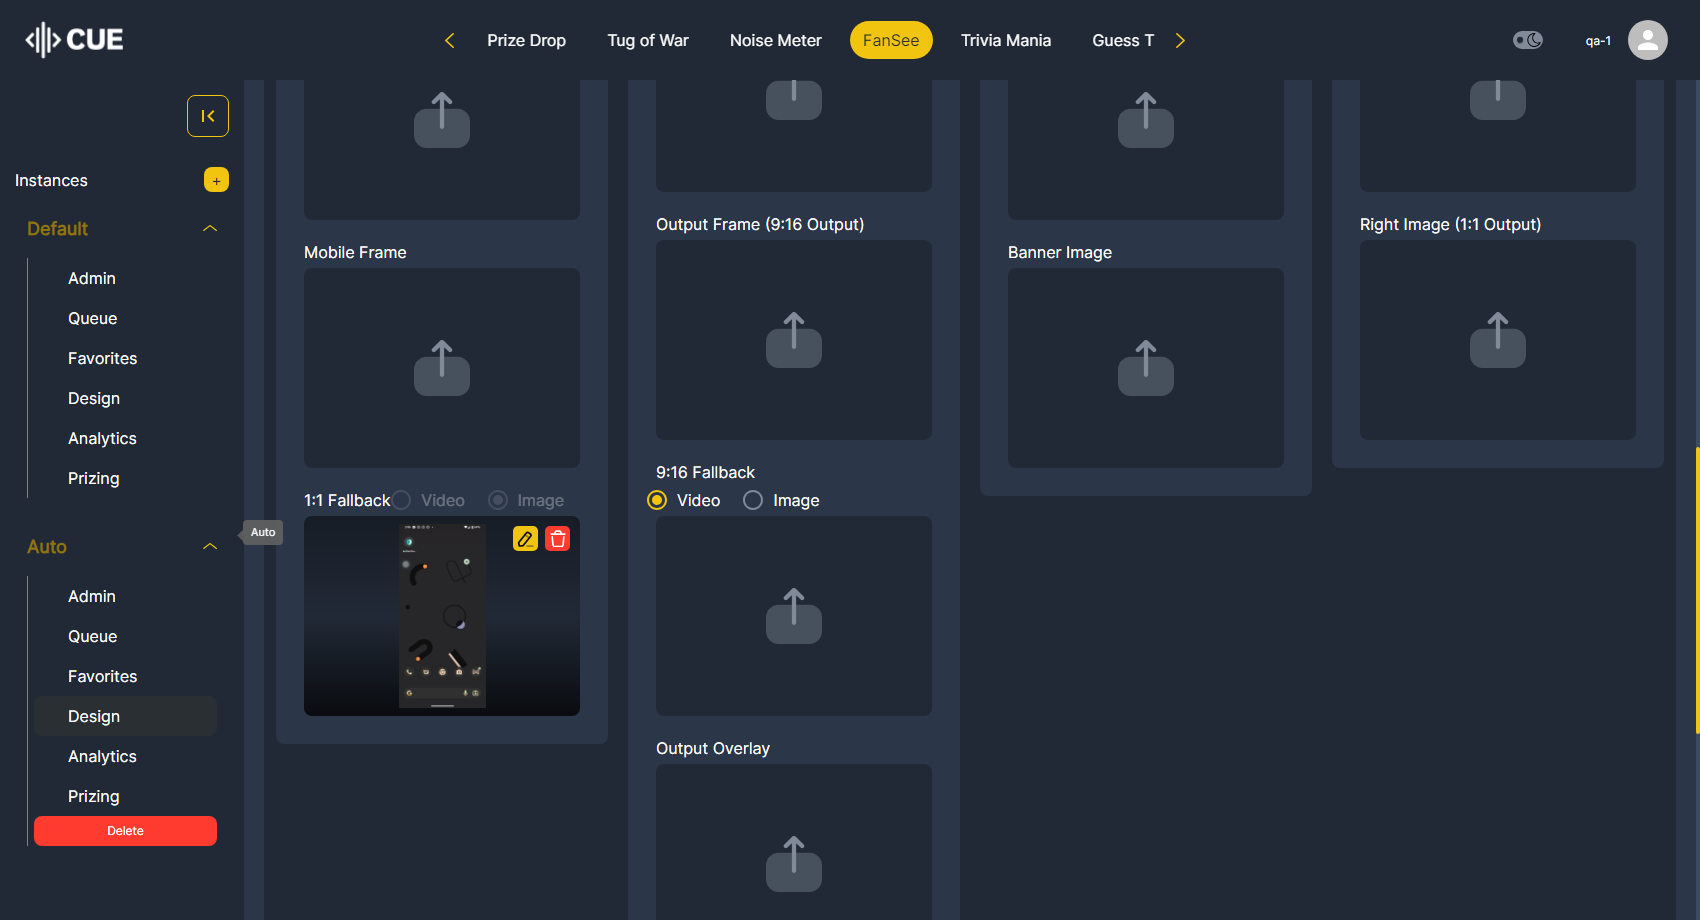 CUE
Prize Drop
Tug of War
Noise Meter
FanSee
Trivia Mania
Guess T
qa-1
Instances
+
Default
Admin
Queue
Favorites
Design
Analytics
Prizing
Auto
Auto
Admin
Queue
Favorites
Design
Analytics
Prizing
Delete
Mobile Frame
1:1 Fallback Video Image
Output Frame (9:16 Output)
9:16 Fallback
Video Image
Output Overlay
Banner Image
Right Image (1:1 Output)